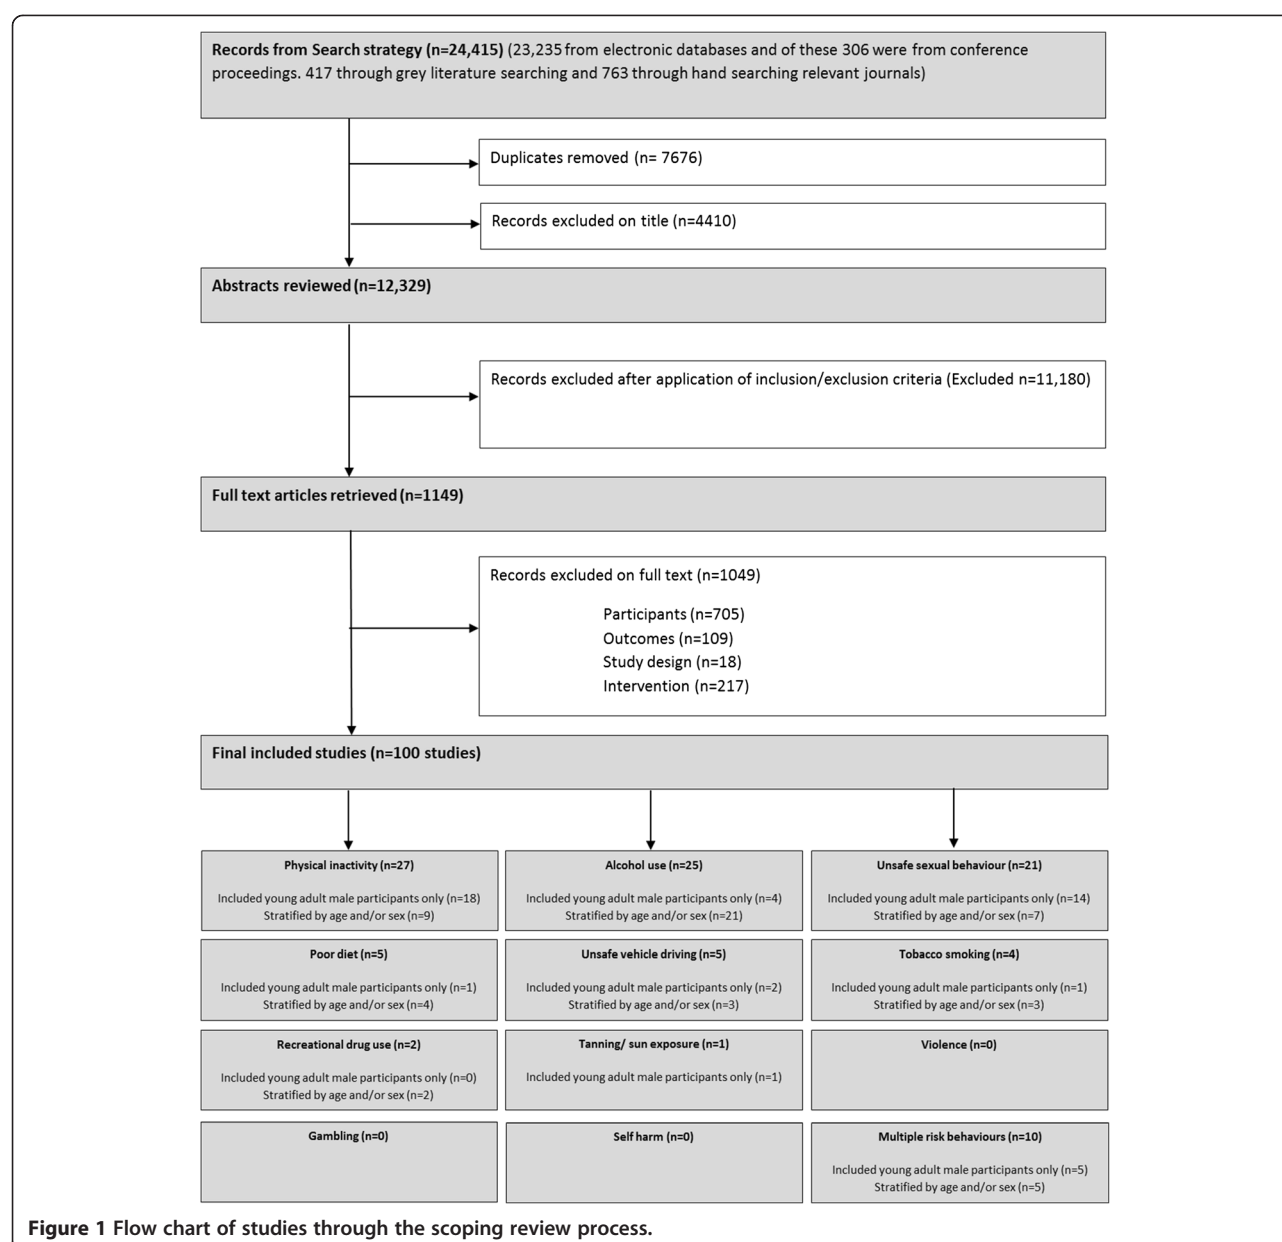 Records from Search strategy (n=24,415) (23,235 from electronic databases and of these 306 were from conference
proceedings. 417 through grey literature searching and 763 through hand searching relevant journals)
Duplicates removed (n= 7676)
Records excluded on title (n=4410)
Abstracts reviewed (n=12,329)
Records excluded after application of inclusion/exclusion criteria (Excluded n=11,180)
Full text articles retrieved (n=1149)
Records excluded on full text (n=1049)
Participants (n=705)
Outcomes (n=109)
Study design (n=18)
Intervention (n=217)
Final included studies (n=100 studies)
Physical inactivity (n=27)
Included young adult male participants only (n=18)
Stratified by age and/or sex (n=9)
Alcohol use (n=25)
Included young adult male participants only (n=4)
Stratified by age and/or sex (n=21)
Unsafe sexual behaviour (n=21)
Included young adult male participants only (n=14)
Stratified by age and/or sex (n=7)
Poor diet (n=5)
Included young adult male participants only (n=1)
Stratified by age and/or sex (n=4)
Unsafe vehicle driving (n=5)
Included young adult male participants only (n=2)
Stratified by age and/or sex (n=3)
Tobacco smoking (n=4)
Included young adult male participants only (n=1)
Stratified by age and/or sex (n=3)
Recreational drug use (n=2)
Included young adult male participants only (n=0)
Stratified by age and/or sex (n=2)
Tanning/ sun exposure (n=1)
Included young adult male participants only (n=1)
Violence (n=0)
Gambling (n=0)
Self harm (n=0)
Multiple risk behaviours (n=10)
Included young adult male participants only (n=5)
Stratified by age and/or sex (n=5)
Figure 1 Flow chart of studies through the scoping review process.